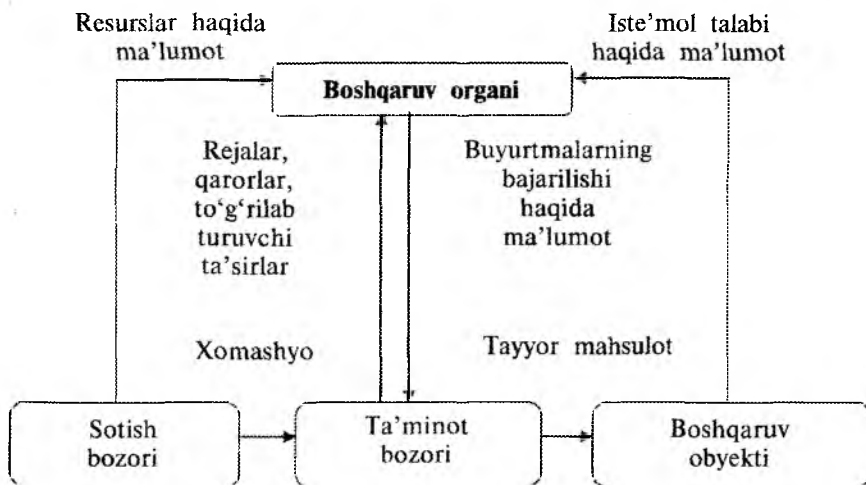 Resurslar haqida
ma’lumot
Iste’mol talabi
haqida ma’lumot
Boshqaruv organi
Rejalar,
qarorlar,
to‘g‘rilab
turuvchi
ta’sirlar
Buyurtmalarning
bajarilishi
haqida
ma’lumot
Xomashyo
Tayyor mahsulot
Sotish
bozori
Ta’minot
bozori
Boshqaruv
obyekti